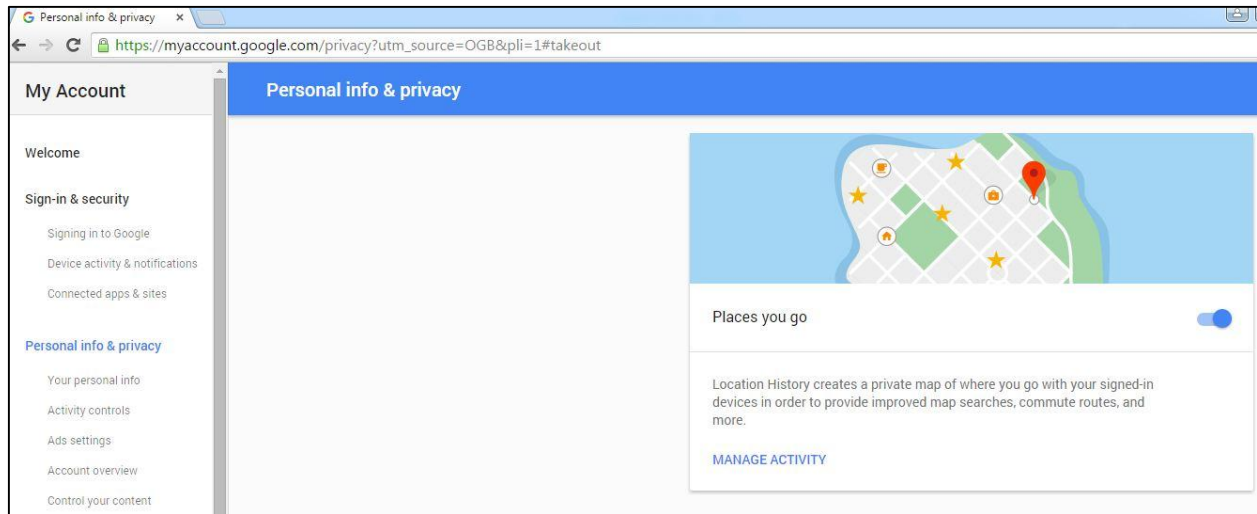 Personal info & privacy
https://myaccount.google.com/privacy?utm_source=OGB&pli=1#takeout
My Account
Personal info & privacy
Welcome
Sign-in & security
Signing in to Google
Device activity & notifications
Connected apps & sites
Personal info & privacy
Your personal info
Activity controls
Ads settings
Account overview
Control your content
Places you go
Location History creates a private map of where you go with your signed-in
devices in order to provide improved map searches, commute routes, and
more.
MANAGE ACTIVITY